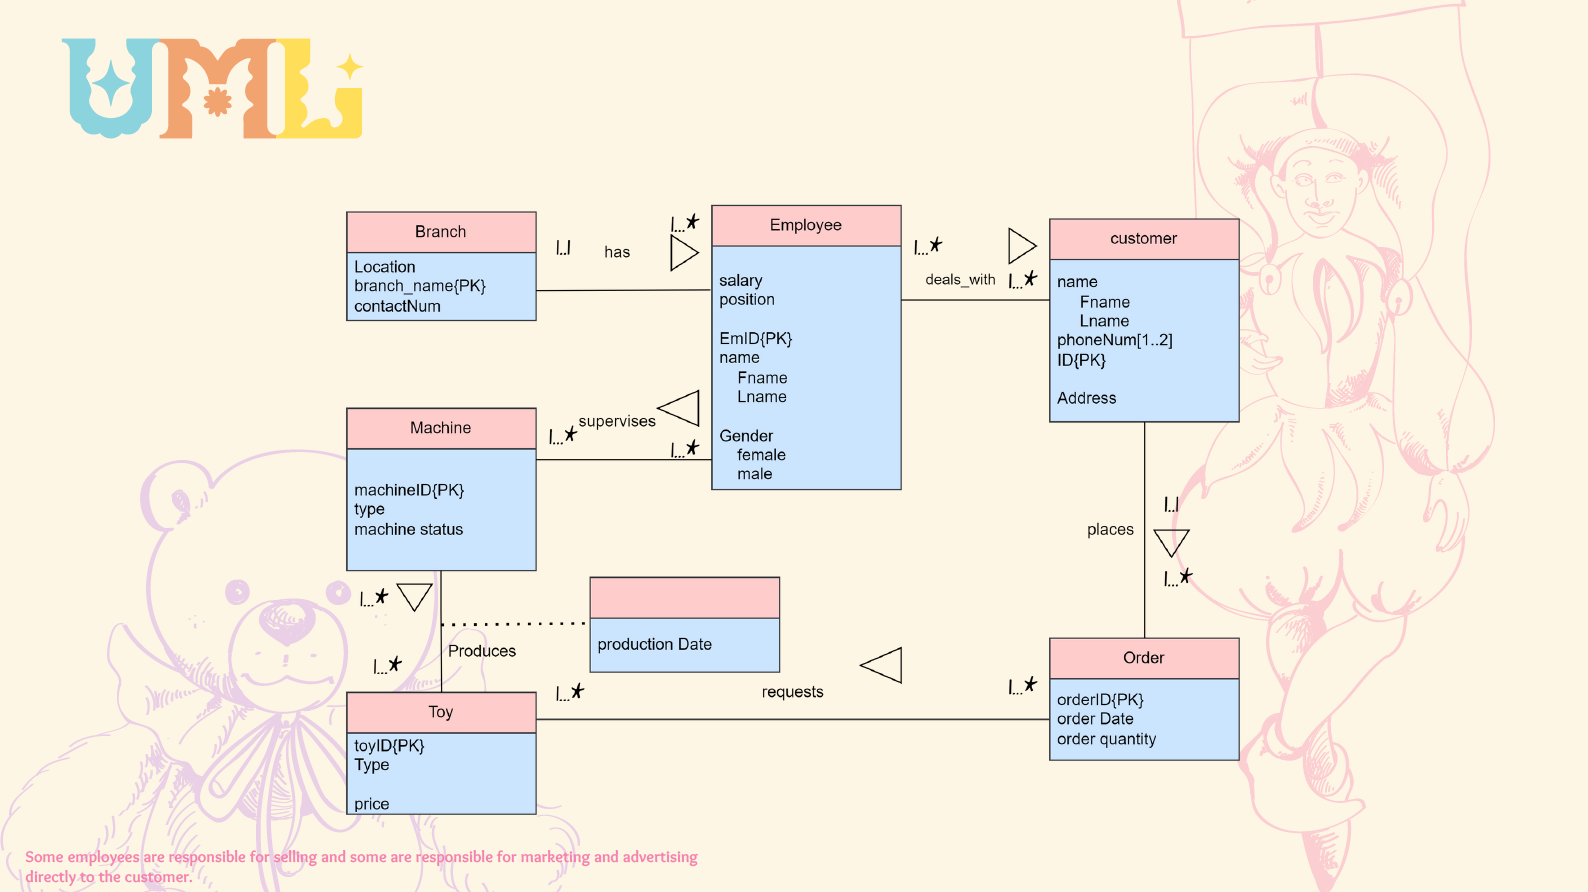 UML
Branch
Location
branch_name{PK}
contactNum
1..1
has
1...*
Employee
salary
position
EmID{PK}
name
Fname
Lname
Gender
female
male
1...*
deals_with
1...*
customer
name
Fname
Lname
phoneNum[1..2]
ID{PK}
Address
Machine
machineID{PK}
type
machine status
1...*
supervises
1...*
1..1
places
1...*
1...*
Produces
1...*
production Date
Toy
toyID{PK}
Type
price
1...*
requests
1...*
Order
orderID{PK}
order Date
order quantity
Some employees are responsible for selling and some are responsible for marketing and advertising
directly to the customer.